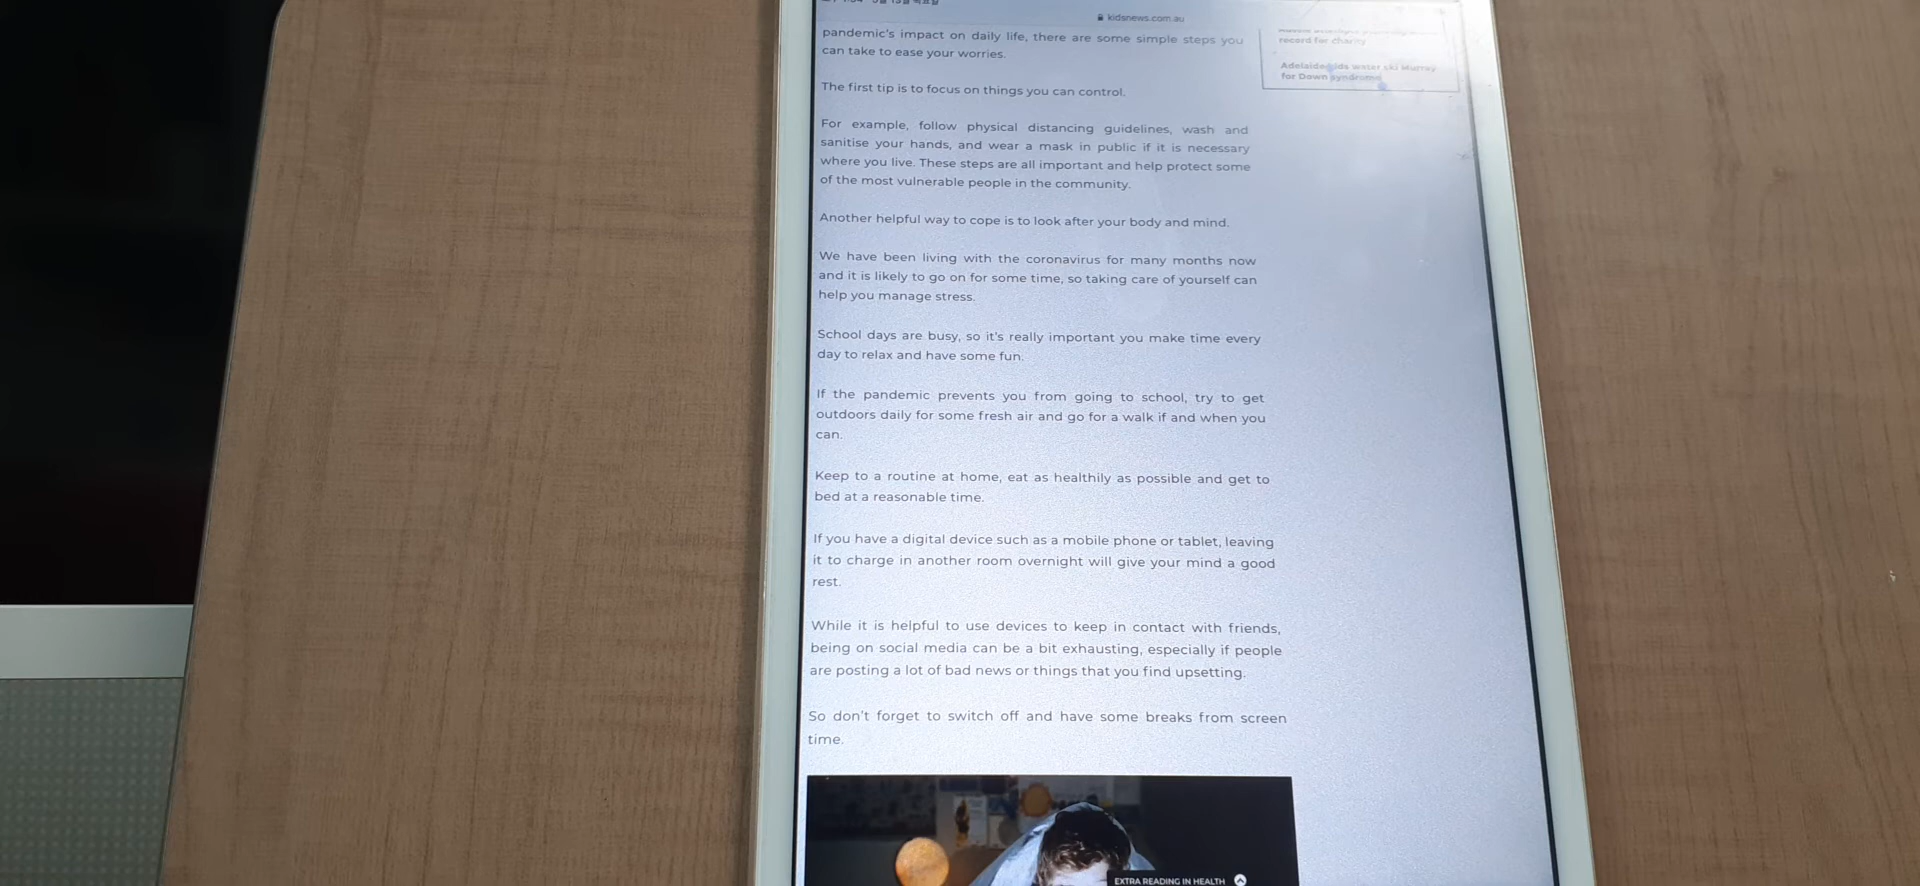 kidsnews.com.au
pandemic's impact on daily life, there are some simple steps you
can take to ease your worries.
The first tip is to focus on things you can control.
For example, follow physical distancing guidelines, wash and
sanitise your hands, and wear a mask in public if it is necessary
where you live. These steps are all important and help protect some
of the most vulnerable people in the community.
Another helpful way to cope is to look after your body and mind.
We have been living with the coronavirus for many months now
and it is likely to go on for some time, so taking care of yourself can
help you manage stress.
School days are busy, so it's really important you make time every
day to relax and have some fun.
If the pandemic prevents you from going to school, try to get
outdoors daily for some fresh air and go for a walk if and when you
can.
Keep to a routine at home, eat as healthily as possible and get to
bed at a reasonable time.
If you have a digital device such as a mobile phone or tablet, leaving
it to charge in another room overnight will give your mind a good
rest.
While it is helpful to use devices to keep in contact with friends,
being on social media can be a bit exhausting, especially if people
are posting a lot of bad news or things that you find upsetting.
So don't forget to switch off and have some breaks from screen
time.
record for charity
Adelaide kids water ski Murray
for Down syndrome
EXTRA READING IN HEALTH